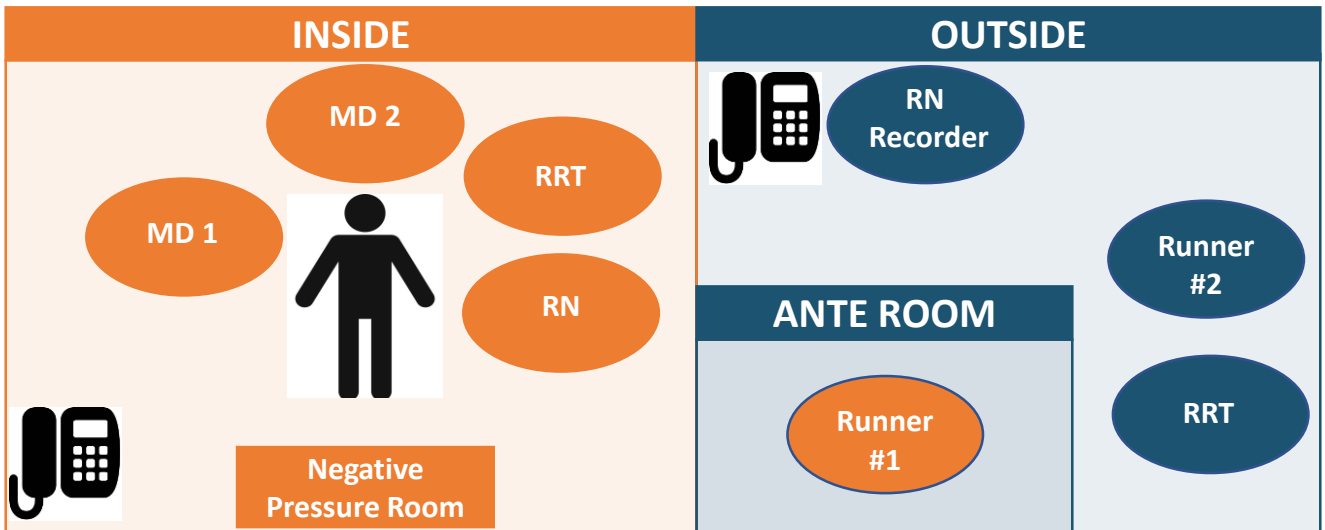 INSIDE
OUTSIDE
MD 2
RRT
MD 1
RN
Negative
Pressure Room
RN
Recorder
Runner
#2
ANTE ROOM
Runner
#1
RRT